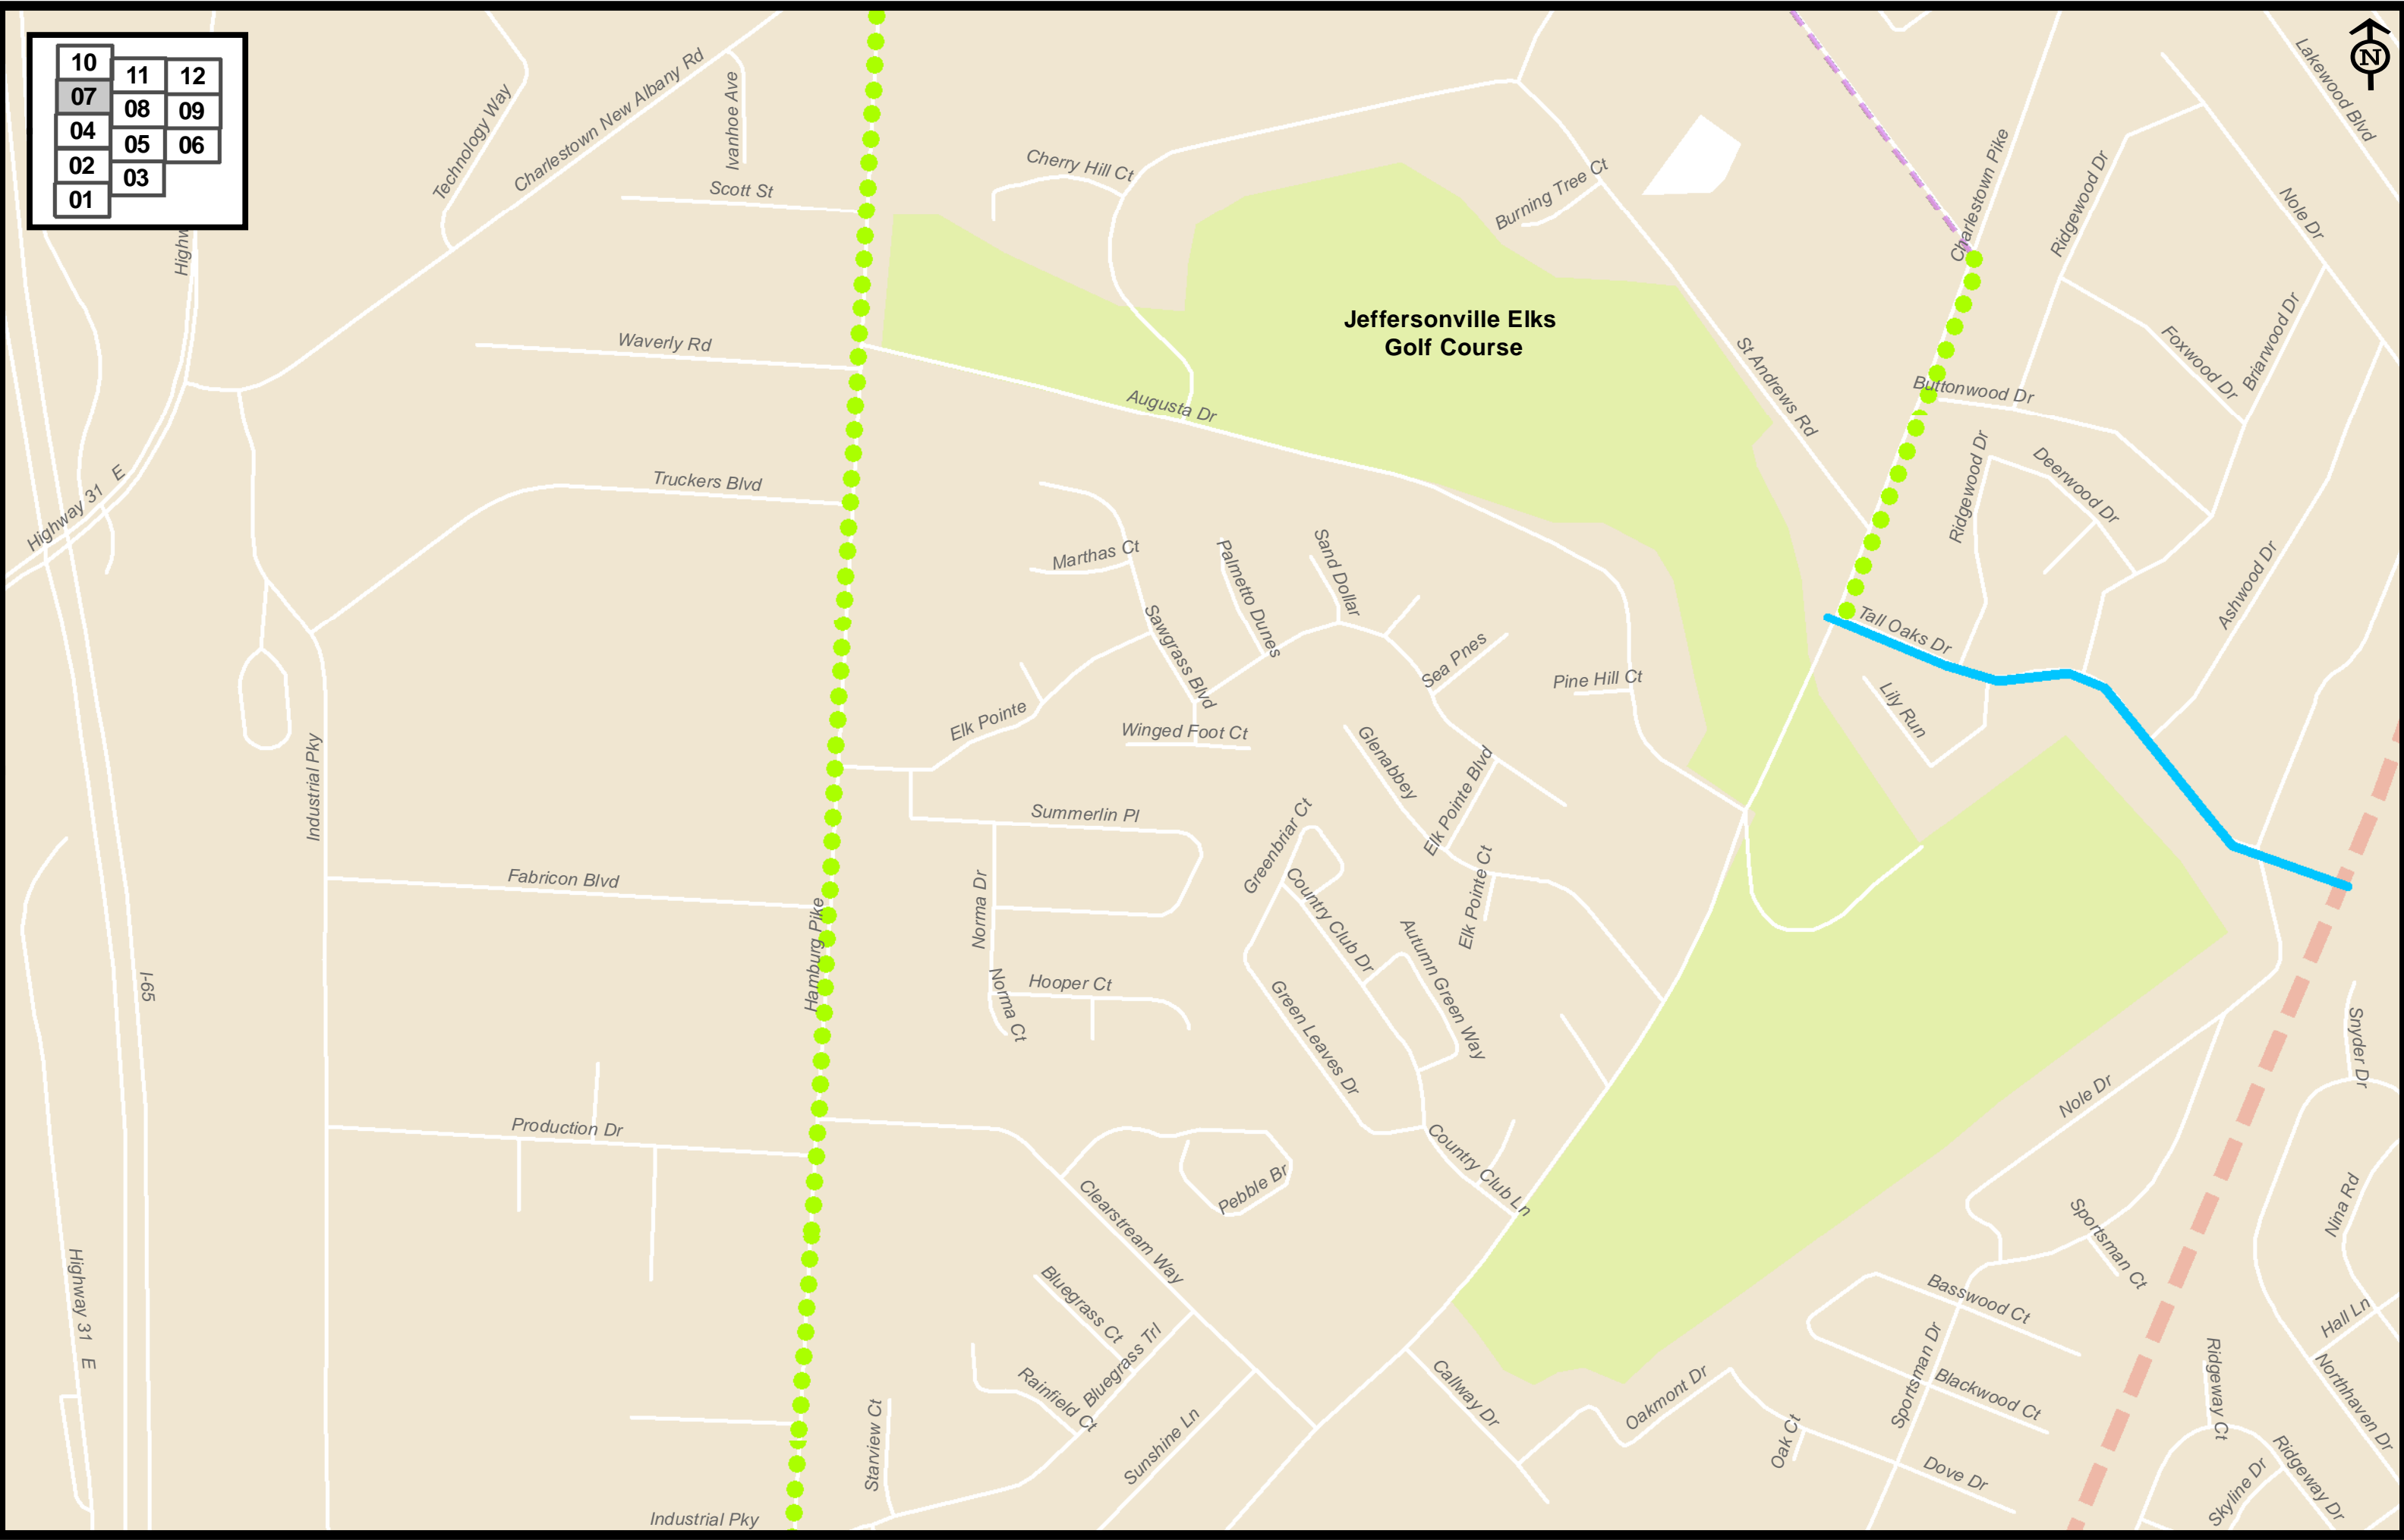 10
11
12
07
08
09
04
05
06
02
03
01
N
Technology Way
Charlestown New Albany Rd
Ivanhoe Ave
Scott St
Cherry Hill Ct
Burning Tree Ct
Charlestown Pike
Ridgewood Dr
Lakewood Blvd
Nole Dr
Highw
Waverly Rd
Jeffersonville Elks
Golf Course
Augusta Dr
St Andrews Rd
Buttonwood Dr
Foxwood Dr
Briarwood Dr
Highway 31 E
Truckers Blvd
Marthas Ct
Palmetto Dunes
Sand Dollar
Ridgewood Dr
Deerwood Dr
Ashwood Dr
Sawgrass Blvd
Sea Pnes
Tall Oaks Dr
Pine Hill Ct
Lily Run
Elk Pointe
Winged Foot Ct
Glenabbey
Elk Pointe Blvd
Industrial Pky
Summerlin Pl
Greenbriar Ct
Fabricon Blvd
Norma Dr
Country Club Dr
Elk Pointe Ct
Hamburg Pike
I-65
Norma Ct
Hooper Ct
Green Leaves Dr
Autumn Green Way
Snyder Dr
Nole Dr
Production Dr
Country Club Ln
Pebble Br
Clearstream Way
Nina Rd
Sportsman Ct
Highway 31 E
Bluegrass Ct
Bluegrass Trl
Basswood Ct
Hall Ln
Rainfield Ct
Callway Dr
Oakmont Dr
Sportsman Dr
Blackwood Ct
Ridgeway Ct
Northhaven Dr
Starview Ct
Sunshine Ln
Oak Ct
Dove Dr
Skyline Dr
Ridgeway Dr
Industrial Pky